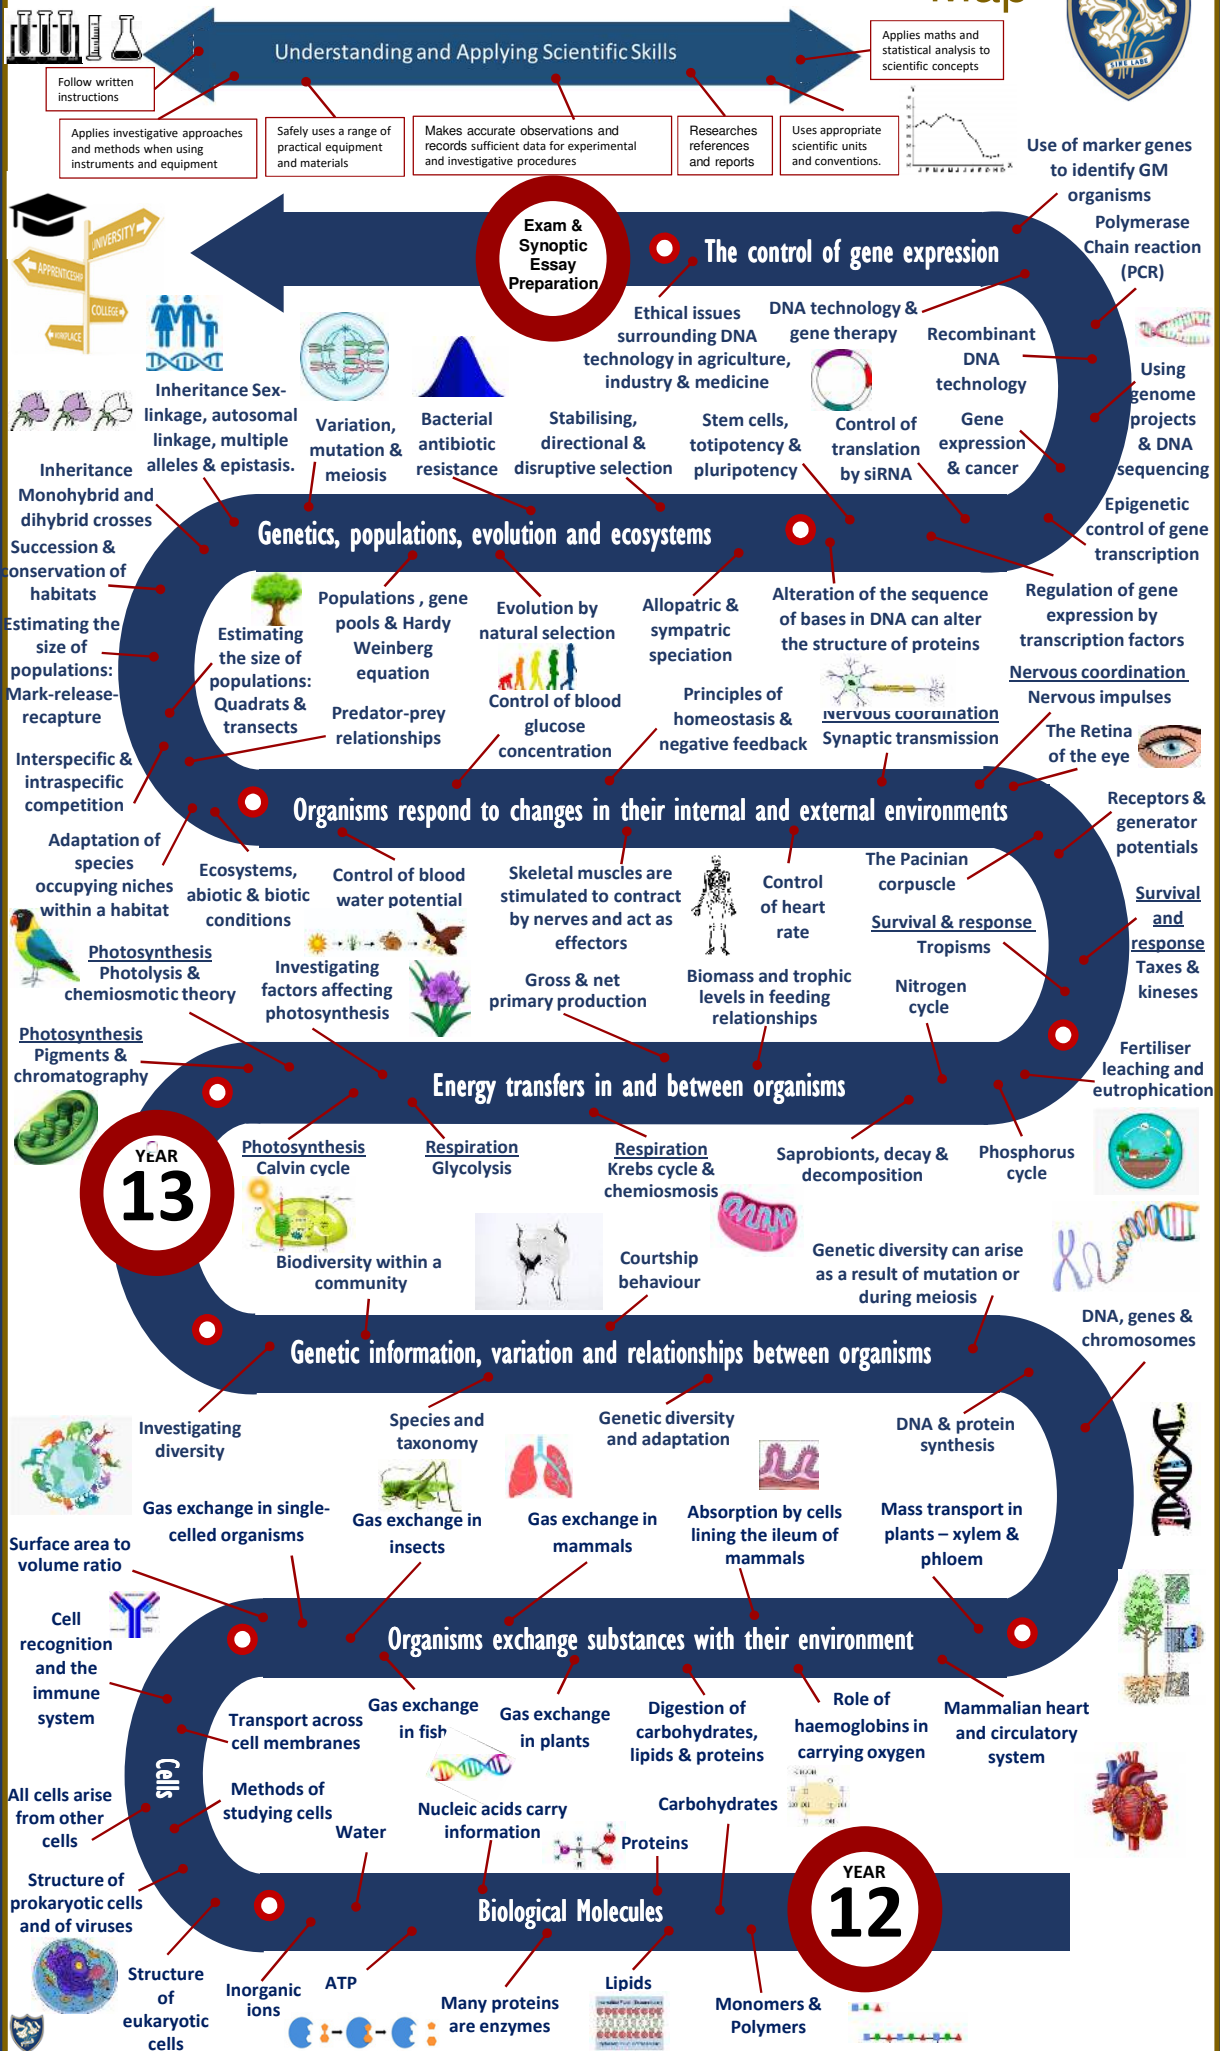 map
SINE LABE
Understanding and Applying Scientific Skills
Applies maths and
statistical analysis to
scientific concepts
Follow written
instructions
Applies investigative approaches
and methods when using
instruments and equipment
Safely uses a range of
practical equipment
and materials
Makes accurate observations and
records sufficient data for experimental
and investigative procedures
Researches
references
and reports
Uses appropriate
scientific units
and conventions.
Use of marker genes
to identify GM
organisms
Polymerase
Chain reaction
(PCR)
UNIVERSITY
APPRENTICESHIP
COLLEGE
WORKPLACE
Exam &
Synoptic
Essay
Preparation
The control of gene expression
Ethical issues
surrounding DNA
technology in agriculture,
industry & medicine
DNA technology &
gene therapy
Recombinant
DNA
technology
Using
genome
projects
& DNA
sequencing
Inheritance Sex-
linkage, autosomal
linkage, multiple
alleles & epistasis.
Variation,
mutation &
meiosis
Bacterial
antibiotic
resistance
Stabilising,
directional &
disruptive selection
Stem cells,
totipotency &
pluripotency
Control of
translation
by siRNA
Gene
expression
& cancer
Inheritance
Monohybrid and
dihybrid crosses
Epigenetic
control of gene
transcription
Genetics, populations, evolution and ecosystems
Succession &
conservation of
habitats
Populations , gene
pools & Hardy
Weinberg
equation
Evolution by
natural selection
Allopatric &
sympatric
speciation
Alteration of the sequence
of bases in DNA can alter
the structure of proteins
Regulation of gene
expression by
transcription factors
Estimating the
size of
populations:
Mark-release-
recapture
Estimating
the size of
populations:
Quadrats &
transects
Predator-prey
relationships
Control of blood
glucose
concentration
Principles of
homeostasis &
negative feedback
Nervous coordination
Synaptic transmission
Nervous coordination
Nervous impulses
The Retina
of the eye
Interspecific &
intraspecific
competition
Organisms respond to changes in their internal and external environments
Receptors &
generator
potentials
Adaptation of
species
occupying niches
within a habitat
Ecosystems,
abiotic & biotic
conditions
Control of blood
water potential
Skeletal muscles are
stimulated to contract
by nerves and act as
effectors
Control
of heart
rate
The Pacinian
corpuscle
Survival & response
Tropisms
Survival
and
response
Taxes &
kineses
Photosynthesis
Photolysis &
chemiosmotic theory
Investigating
factors affecting
photosynthesis
Gross & net
primary production
Biomass and trophic
levels in feeding
relationships
Nitrogen
cycle
Photosynthesis
Pigments &
chromatography
Fertiliser
leaching and
eutrophication
Energy transfers in and between organisms
Photosynthesis
Calvin cycle
Respiration
Glycolysis
Respiration
Krebs cycle &
chemiosmosis
Saprobionts, decay &
decomposition
Phosphorus
cycle
YEAR
13
Biodiversity within a
community
Courtship
behaviour
Genetic diversity can arise
as a result of mutation or
during meiosis
DNA, genes &
chromosomes
Genetic information, variation and relationships between organisms
Investigating
diversity
Species and
taxonomy
Genetic diversity
and adaptation
DNA & protein
synthesis
Gas exchange in single-
celled organisms
Gas exchange in
insects
Gas exchange in
mammals
Absorption by cells
lining the ileum of
mammals
Mass transport in
plants – xylem &
phloem
Surface area to
volume ratio
Organisms exchange substances with their environment
Cell
recognition
and the
immune
system
Transport across
cell membranes
Gas exchange
in fish
Gas exchange
in plants
Digestion of
carbohydrates,
lipids & proteins
Role of
haemoglobins in
carrying oxygen
Mammalian heart
and circulatory
system
Cells
All cells arise
from other
cells
Methods of
studying cells
Water
Nucleic acids carry
information
Proteins
Carbohydrates
Structure of
prokaryotic cells
and of viruses
Biological Molecules
YEAR
12
Structure
of
eukaryotic
cells
Inorganic
ions
ATP
Many proteins
are enzymes
Lipids
Monomers &
Polymers